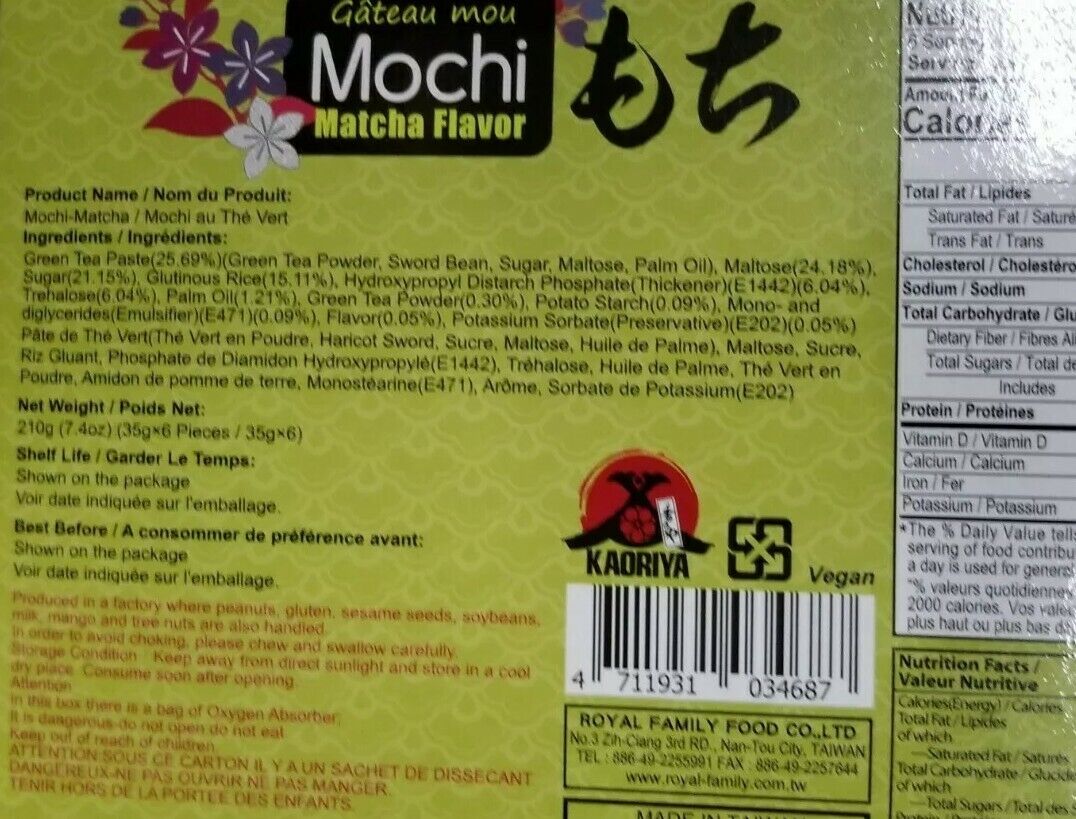 Gâteau mou
Mochi
Matcha Flavor
もち
Product Name / Nom du Produit:
Mochi-Matcha / Mochi au Thé Vert
Ingredients / Ingrédients:
Green Tea Paste(25.69%)(Green Tea Powder, Sword Bean, Sugar, Maltose, Palm Oil), Maltose(24.18%),
Sugar(21.15%), Glutinous Rice(15.11%), Hydroxypropyl Distarch Phosphate(Thickener)(E1442)(6.04%),
Trehalose(6.04%), Palm Oil(1.21%), Green Tea Powder(0.30%), Potato Starch(0.09%), Mono- and
diglycerides(Emulsifier)(E471)(0.09%), Flavor(0.05%), Potassium Sorbate(Preservative)(E202)(0.05%)
Pâte de Thé Vert(Thé Vert en Poudre, Haricot Sword, Sucre, Maltose, Huile de Palme), Maltose, Sucre,
Riz Gluant, Phosphate de Diamidon Hydroxypropylé(E1442), Tréhalose, Huile de Palme, Thé Vert en
Poudre, Amidon de pomme de terre, Monostéarine(E471), Arôme, Sorbate de Potassium(E202)
Net Weight / Poids Net:
210g (7.4oz) (35g×6 Pieces / 35g×6)
Shelf Life / Garder Le Temps:
Shown on the package
Voir date indiquée sur l'emballage.
Best Before / A consommer de préférence avant:
Shown on the package
Voir date indiquée sur l'emballage.
Produced in a factory where peanuts, gluten, sesame seeds, soybeans,
milk, mango and tree nuts are also handled.
In order to avoid choking, please chew and swallow carefully.
Storage Condition : Keep away from direct sunlight and store in a cool
dry place. Consume soon after opening.
Attention
In this box there is a bag of Oxygen Absorber,
It is dangerous-do not open do not eat
Keep out of reach of children
ATTENTION:SOUS CE CARTON IL Y A UN SACHET DE DISSECANT
DANGEREUX-NE PAS OUVRIR NE PAS MANGER.
TENIR HORS DE LA PORTEE DES ENFANTS.
KAORIYA
Vegan
4 711931 034687
ROYAL FAMILY FOOD CO.,LTD
No.3 Zih-Ciang 3rd RD., Nan-Tou City, TAIWAN
TEL : 886-49-2255991 FAX : 886-49-2257644
www.royal-family.com.tw
MADE IN
Total Fat / Lipides
Saturated Fat / Saturé
Trans Fat / Trans
Cholesterol / Cholestéro
Sodium / Sodium
Total Carbohydrate / Glu
Dietary Fiber / Fibres Ali
Total Sugars / Total de
Includes
Protein / Protéines
Vitamin D / Vitamin D
Calcium / Calcium
Iron / Fer
Potassium / Potassium
*The % Daily Value tells
serving of food contribu
a day is used for general
*% valeurs quotidiennes
2000 calories. Vos valeu
plus haut ou plus bas d
Nutrition Facts /
Valeur Nutritive
Calories(Energy) / Calories
Total Fat / Lipides
of which
—Saturated Fat / Saturés
Total Carbohydrate / Glucide
of which
—Total Sugars / Total des S